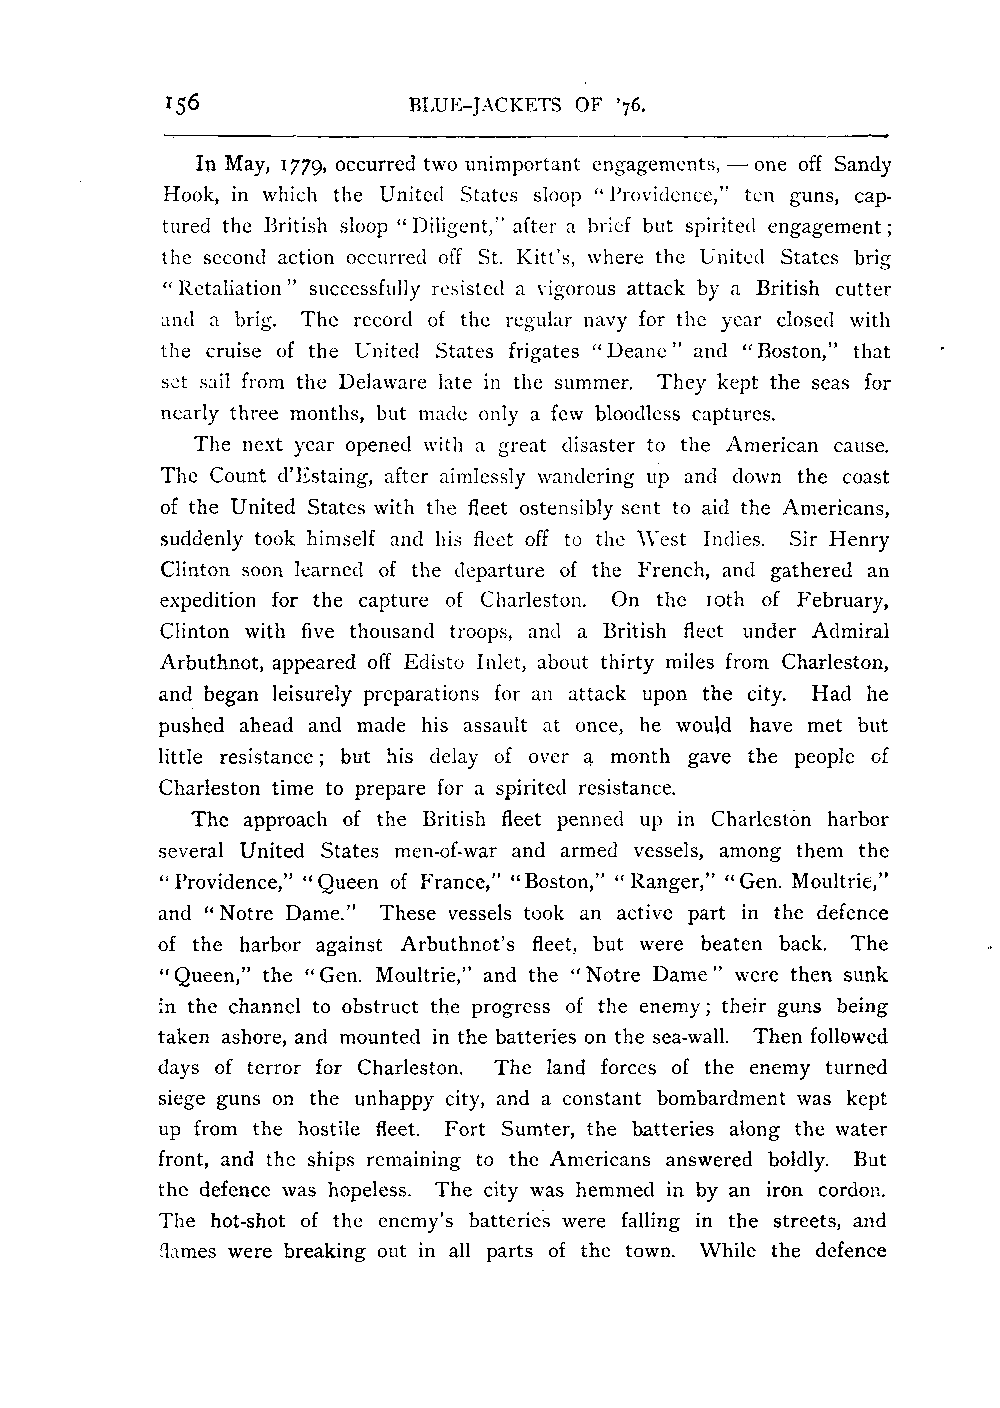 156 BLUE-JACKETS OF '76.
In May, 1779, occurred two unimportant engagements, — one off Sandy
Hook, in which the United States sloop "Providence," ten guns, cap-
tured the British sloop "Diligent," after a brief but spirited engagement;
the second action occurred off St. Kitt's, where the United States brig
"Retaliation" successfully resisted a vigorous attack by a British cutter
and a brig. The record of the regular navy for the year closed with
the cruise of the United States frigates "Deane" and "Boston," that
set sail from the Delaware late in the summer. They kept the seas for
nearly three months, but made only a few bloodless captures.
The next year opened with a great disaster to the American cause.
The Count d'Estaing, after aimlessly wandering up and down the coast
of the United States with the fleet ostensibly sent to aid the Americans,
suddenly took himself and his fleet off to the West Indies. Sir Henry
Clinton soon learned of the departure of the French, and gathered an
expedition for the capture of Charleston. On the 10th of February,
Clinton with five thousand troops, and a British fleet under Admiral
Arbuthnot, appeared off Edisto Inlet, about thirty miles from Charleston,
and began leisurely preparations for an attack upon the city. Had he
pushed ahead and made his assault at once, he would have met but
little resistance; but his delay of over a month gave the people of
Charleston time to prepare for a spirited resistance.
The approach of the British fleet penned up in Charleston harbor
several United States men-of-war and armed vessels, among them the
"Providence," "Queen of France," "Boston," "Ranger," "Gen. Moultrie,"
and "Notre Dame." These vessels took an active part in the defence
of the harbor against Arbuthnot's fleet, but were beaten back. The
"Queen," the "Gen. Moultrie," and the "Notre Dame" were then sunk
in the channel to obstruct the progress of the enemy; their guns being
taken ashore, and mounted in the batteries on the sea-wall. Then followed
days of terror for Charleston. The land forces of the enemy turned
siege guns on the unhappy city, and a constant bombardment was kept
up from the hostile fleet. Fort Sumter, the batteries along the water
front, and the ships remaining to the Americans answered boldly. But
the defence was hopeless. The city was hemmed in by an iron cordon.
The hot-shot of the enemy's batteries were falling in the streets, and
flames were breaking out in all parts of the town. While the defence